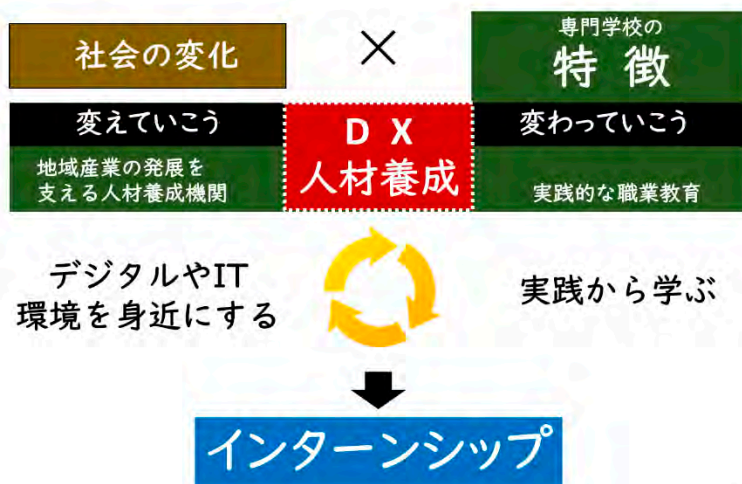 社会の変化
×
専門学校の
特 徴
変えていこう
DX
人材養成
変わっていこう
地域産業の発展を
支える人材養成機関
実践的な職業教育
デジタルやIT
環境を身近にする
実践から学ぶ
インターンシップ